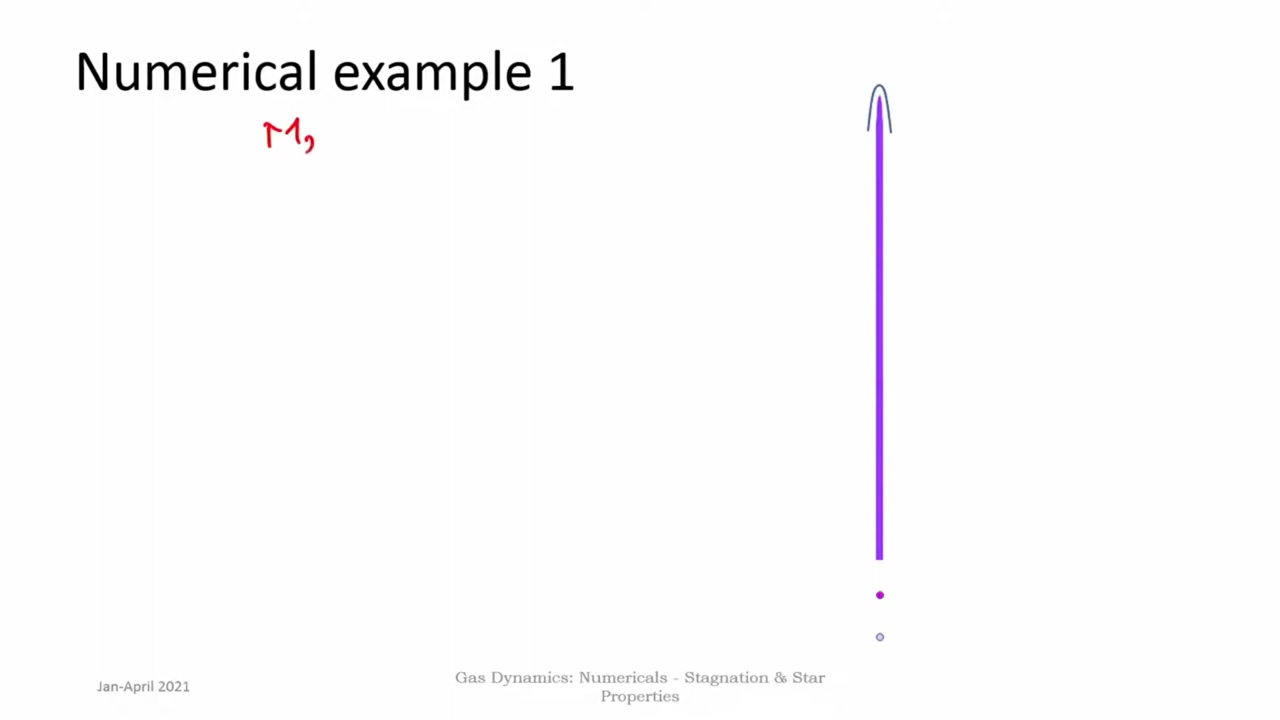 Numerical example 1
M,
Jan-April 2021
Gas Dynamics: Numericals - Stagnation & Star
Properties